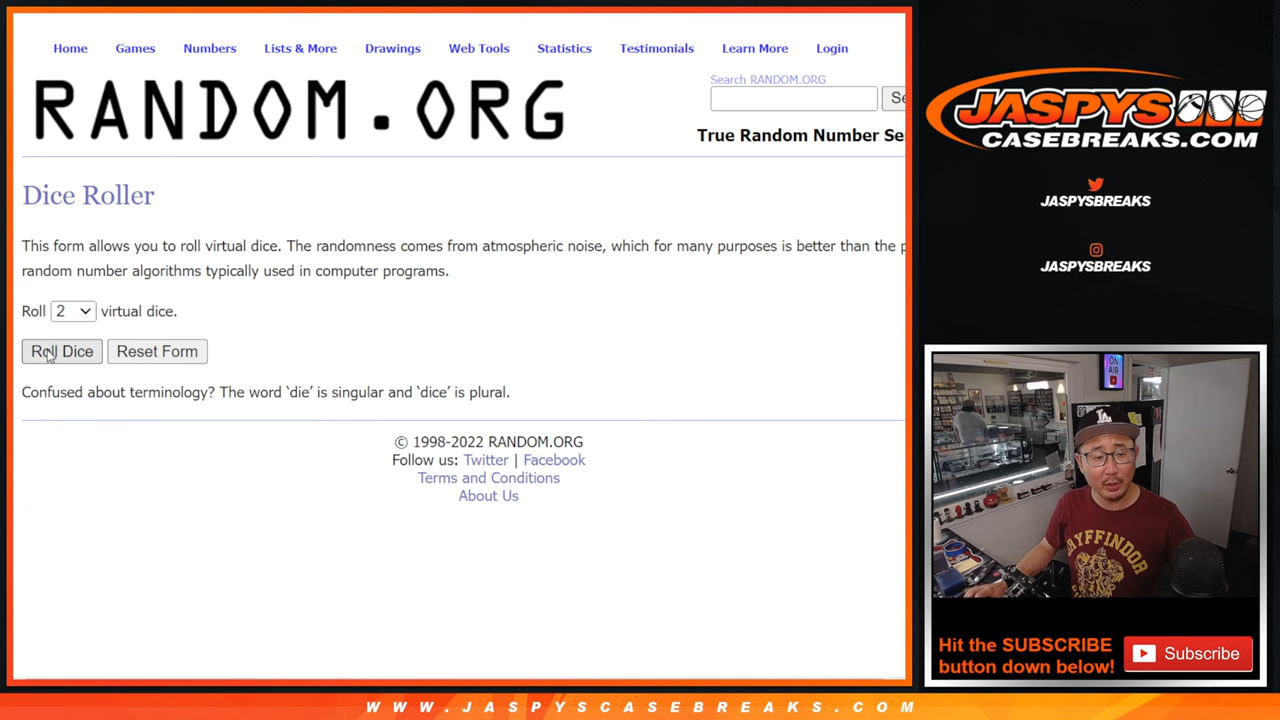 Home Games Numbers Lists & More Drawings Web Tools Statistics Testimonials Learn More Login
RANDOM.ORG
Search RANDOM.ORG
Se
True Random Number Se
Dice Roller
This form allows you to roll virtual dice. The randomness comes from atmospheric noise, which for many purposes is better than the p
random number algorithms typically used in computer programs.
Roll 2 virtual dice.
Roll Dice Reset Form
Confused about terminology? The word ‘die’ is singular and ‘dice’ is plural.
© 1998-2022 RANDOM.ORG
Follow us: Twitter | Facebook
Terms and Conditions
About Us
JASPYS
CASEBREAKS.COM
JASPYSBREAKS
JASPYSBREAKS
ON
AIR
LA
GRYFFINDOR
Hit the SUBSCRIBE
button down below!
Subscribe
WWW.JASPYSCASEBREAKS.COM